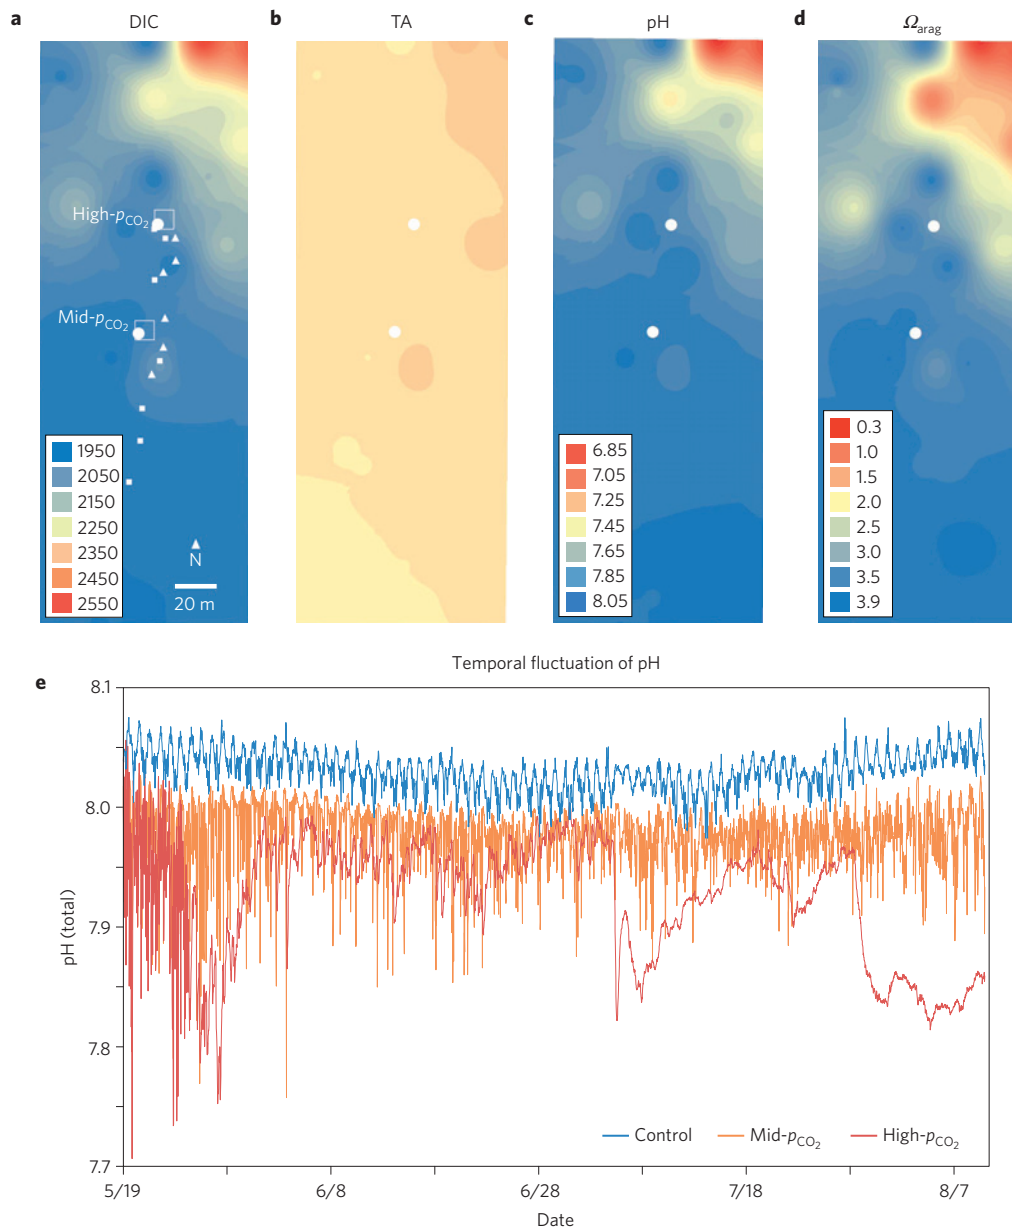 a DIC
b TA
c pH
d Ωarag
High-pCO2
Mid-pCO2
1950
2050
2150
2250
2350
2450
2550
N
20 m
6.85
7.05
7.25
7.45
7.65
7.85
8.05
0.3
1.0
1.5
2.0
2.5
3.0
3.5
3.9
Temporal fluctuation of pH
e
8.1
8.0
7.9
7.8
7.7
pH (total)
Control Mid-pCO2 High-pCO2
5/19 6/8 6/28 7/18 8/7
Date